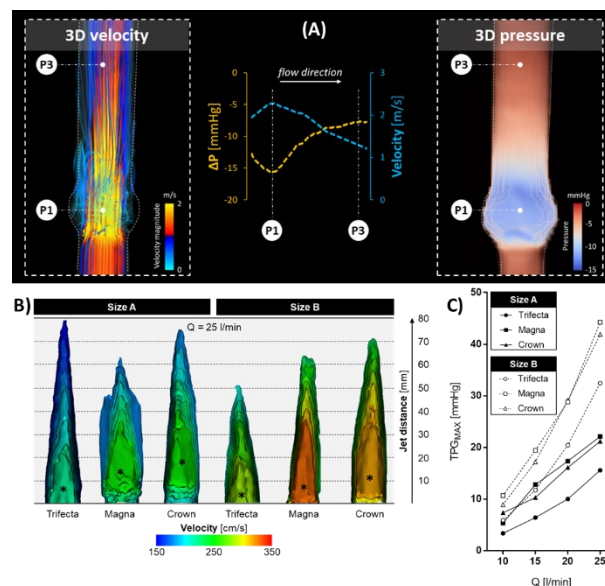 3D velocity
(A)
3D pressure
P3
P1
m/s
2
0
Velocity magnitude
flow direction
0
-5
-10
-15
-20
ΔP [mmHg]
3
2
1
0
Velocity [m/s]
P1
P3
P3
P1
mmHg
0
-5
-10
-15
Pressure
B)
Size A
Size B
Q = 25 l/min
80
70
60
50
40
30
20
10
Jet distance [mm]
* * * * * *
Trifecta Magna Crown Trifecta Magna Crown
Velocity [cm/s]
150 250 300 350
C)
Size A
Trifecta
Magna
Crown
Size B
Trifecta
Magna
Crown
50
40
30
20
10
0
TPGMAX [mmHg]
10 15 20 25
Q [l/min]